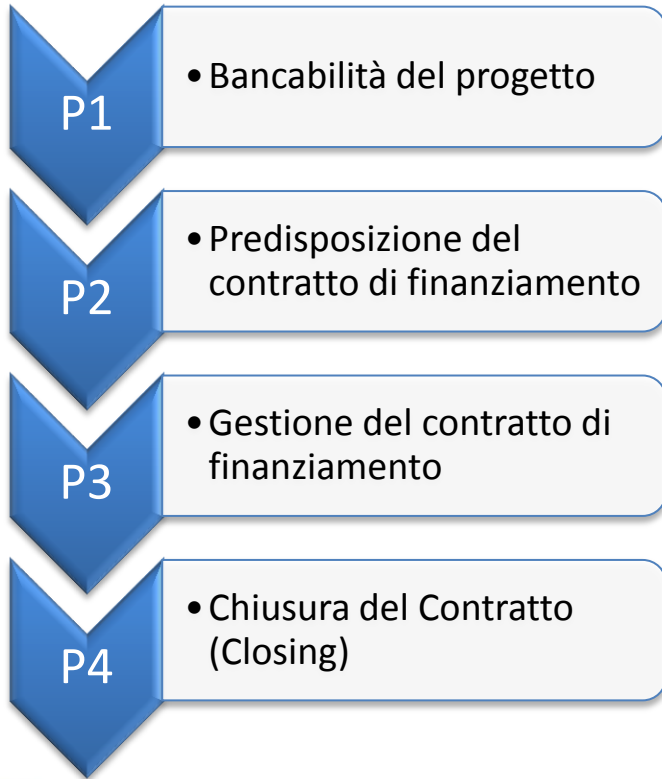 P1
• Bancabilità del progetto
P2
• Predisposizione del
contratto di finanziamento
P3
• Gestione del contratto di
finanziamento
P4
• Chiusura del Contratto
(Closing)